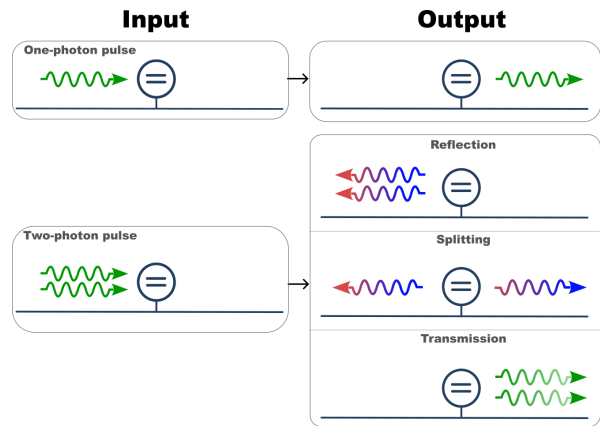 Input
Output
One-photon pulse
Reflection
Two-photon pulse
Splitting
Transmission